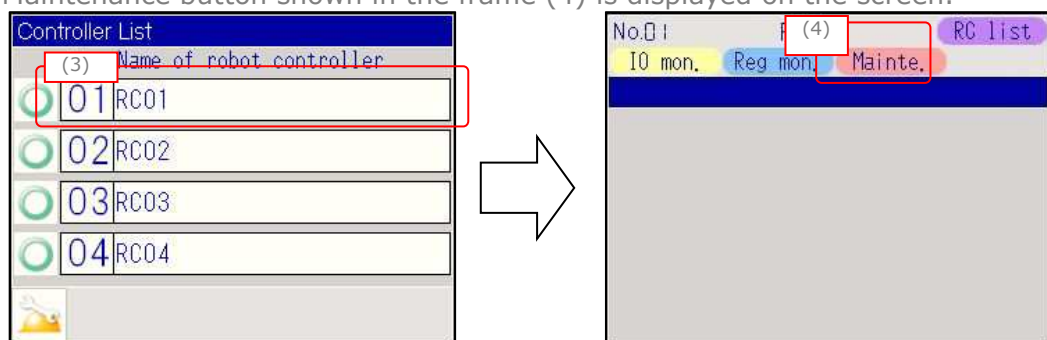 Maintenance button shown in the frame (4) is displayed on the screen.
Controller List
(3) Name of robot controller
01 RC01
02 RC02
03 RC03
04 RC04
No.01 (4) RC list
IO mon. Reg mon. Mainte.